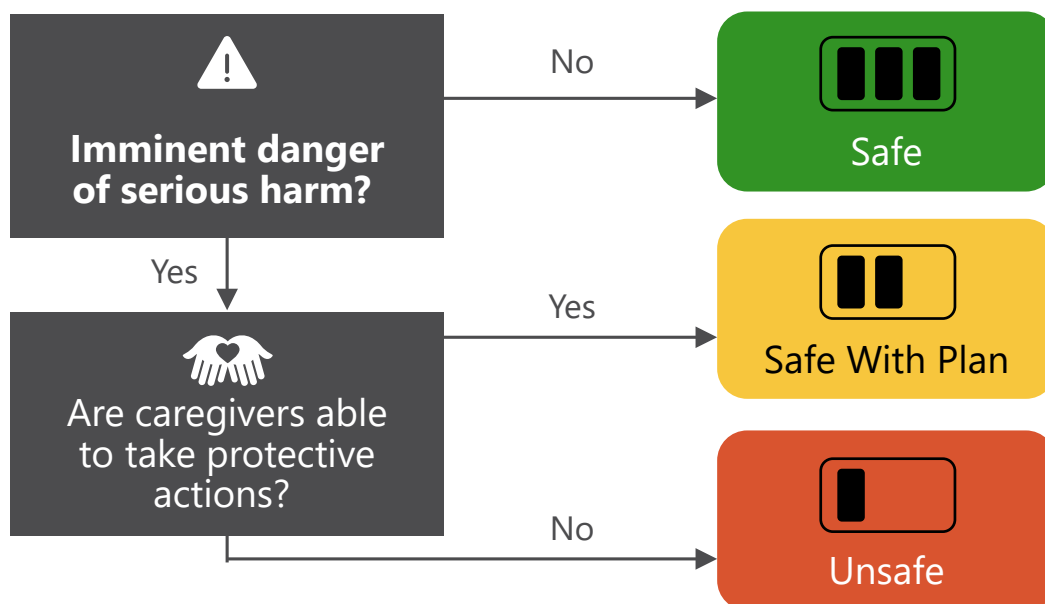 Imminent danger
of serious harm?
No
Safe
Yes
Are caregivers able
to take protective
actions?
Yes
Safe With Plan
No
Unsafe